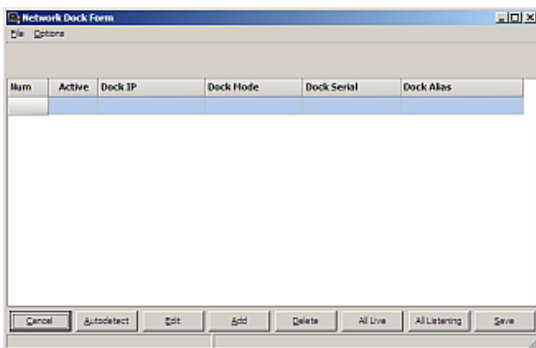 Network Dock Form
File Options
Num Active Dock IP Dock Mode Dock Serial Dock Alias
Cancel Autodetect Edit Add Delete All Live All Listening Save